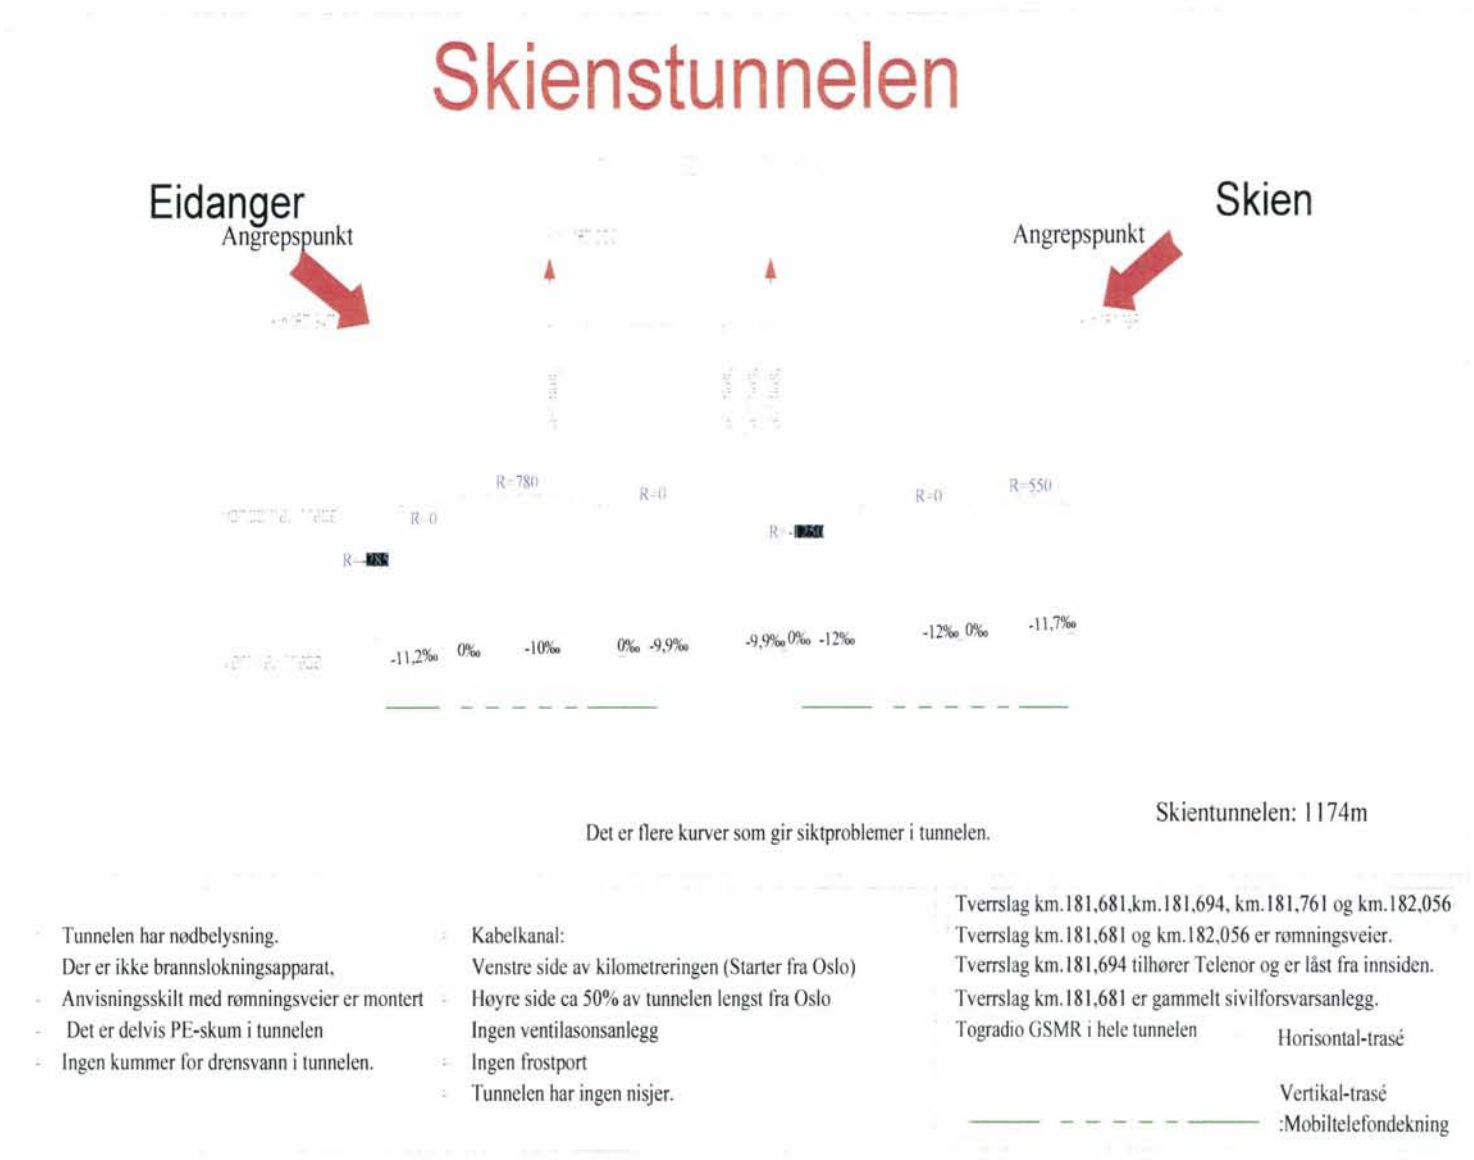 Skienstunnelen
Eidanger
Skien
Angrepspunkt
Angrepspunkt
R=780
R=0
R=0
R=550
R=0
R=-1250
R=-785
-11,2‰ 0‰ -10‰ 0‰ -9,9‰ -9,9‰ 0‰ -12‰ -12‰ 0‰ -11,7‰
Skientunnelen: 1174m
Det er flere kurver som gir siktproblemer i tunnelen.
Tunnelen har nødbelysning.
Der er ikke brannslokningsapparat,
- Anvisningsskilt med rømningsveier er montert
- Det er delvis PE-skum i tunnelen
- Ingen kummer for drensvann i tunnelen.
Kabelkanal:
Venstre side av kilometreringen (Starter fra Oslo)
Høyre side ca 50% av tunnelen lengst fra Oslo
Ingen ventilasonsanlegg
Ingen frostport
Tunnelen har ingen nisjer.
Tverrslag km.181,681,km.181,694, km.181,761 og km.182,056
Tverrslag km.181,681 og km.182,056 er rømningsveier.
Tverrslag km.181,694 tilhører Telenor og er låst fra innsiden.
Tverrslag km.181,681 er gammelt sivilforsvarsanlegg.
Togradio GSMR i hele tunnelen
Horisontal-trasé
Vertikal-trasé
:Mobiltelefondekning